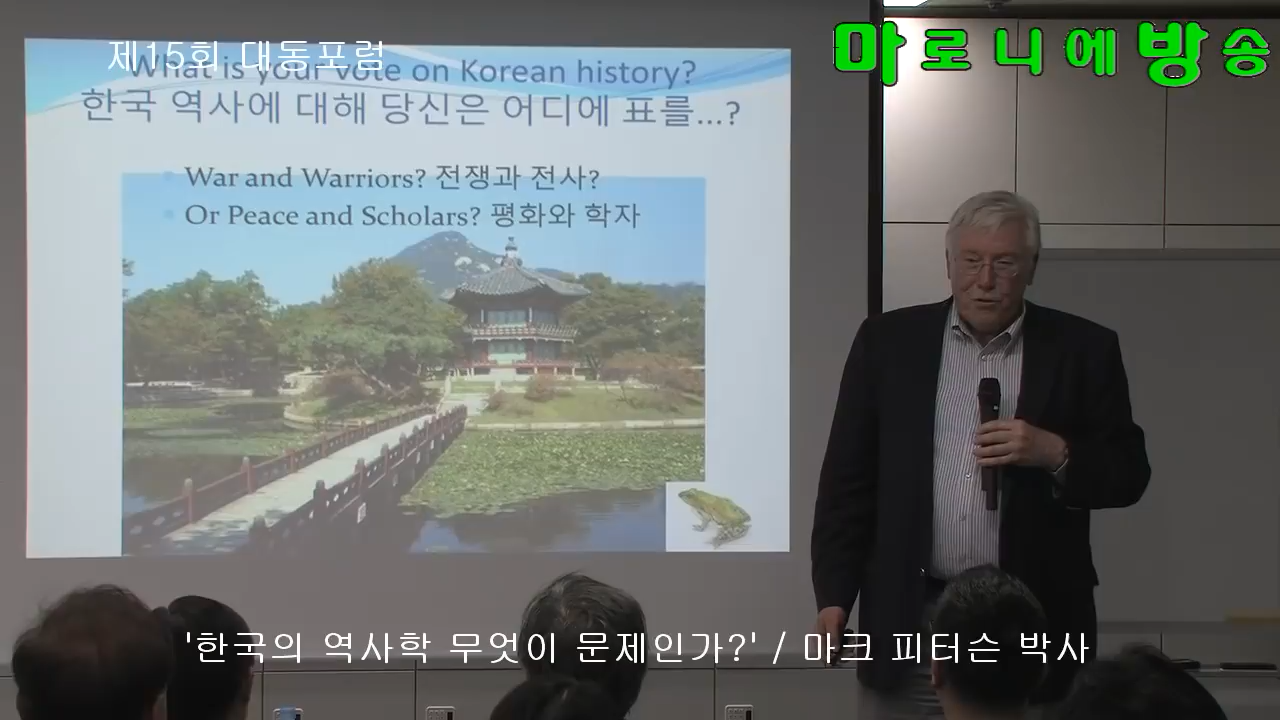 제15회 대동포럼
마로니에방송
What is your vote on Korean history?
한국 역사에 대해 당신은 어디에 표를...?
War and Warriors? 전쟁과 전사?
Or Peace and Scholars? 평화와 학자
'한국의 역사학 무엇이 문제인가?' / 마크 피터슨 박사